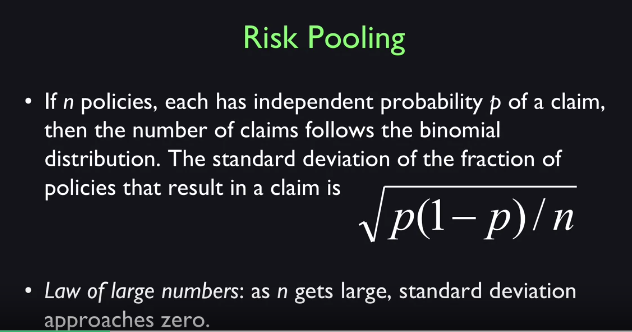 Risk Pooling
• If n policies, each has independent probability p of a claim,
then the number of claims follows the binomial
distribution. The standard deviation of the fraction of
policies that result in a claim is √p(1−p)/n
• Law of large numbers: as n gets large, standard deviation
approaches zero.